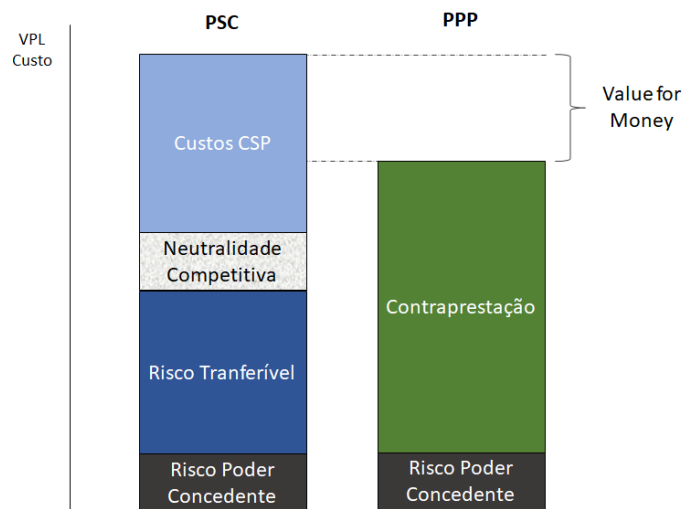 PSC
PPP
VPL
Custo
Custos CSP
Value for
Money
Neutralidade
Competitiva
Contraprestação
Risco Tranferível
Risco Poder
Concedente
Risco Poder
Concedente